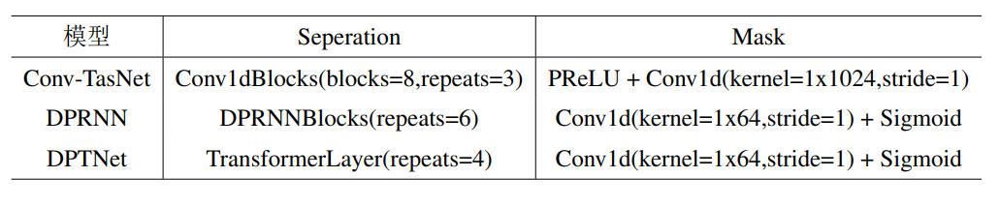 模型 Seperation Mask
Conv-TasNet Conv1dBlocks(blocks=8,repeats=3) PReLU + Conv1d(kernel=1x1024,stride=1)
DPRNN DPRNNBlocks(repeats=6) Conv1d(kernel=1x64,stride=1) + Sigmoid
DPTNet TransformerLayer(repeats=4) Conv1d(kernel=1x64,stride=1) + Sigmoid